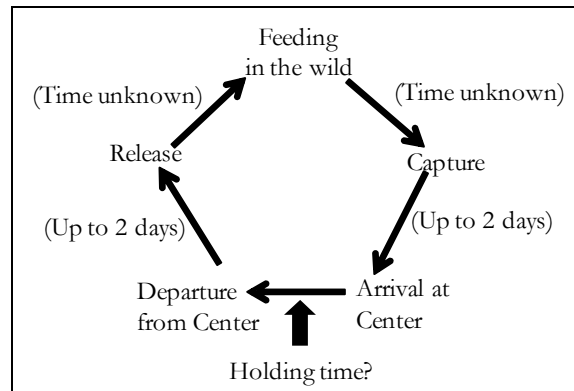 Feeding
in the wild
(Time unknown)
(Time unknown)
Release
Capture
(Up to 2 days)
(Up to 2 days)
Departure
from Center
Arrival at
Center
Holding time?